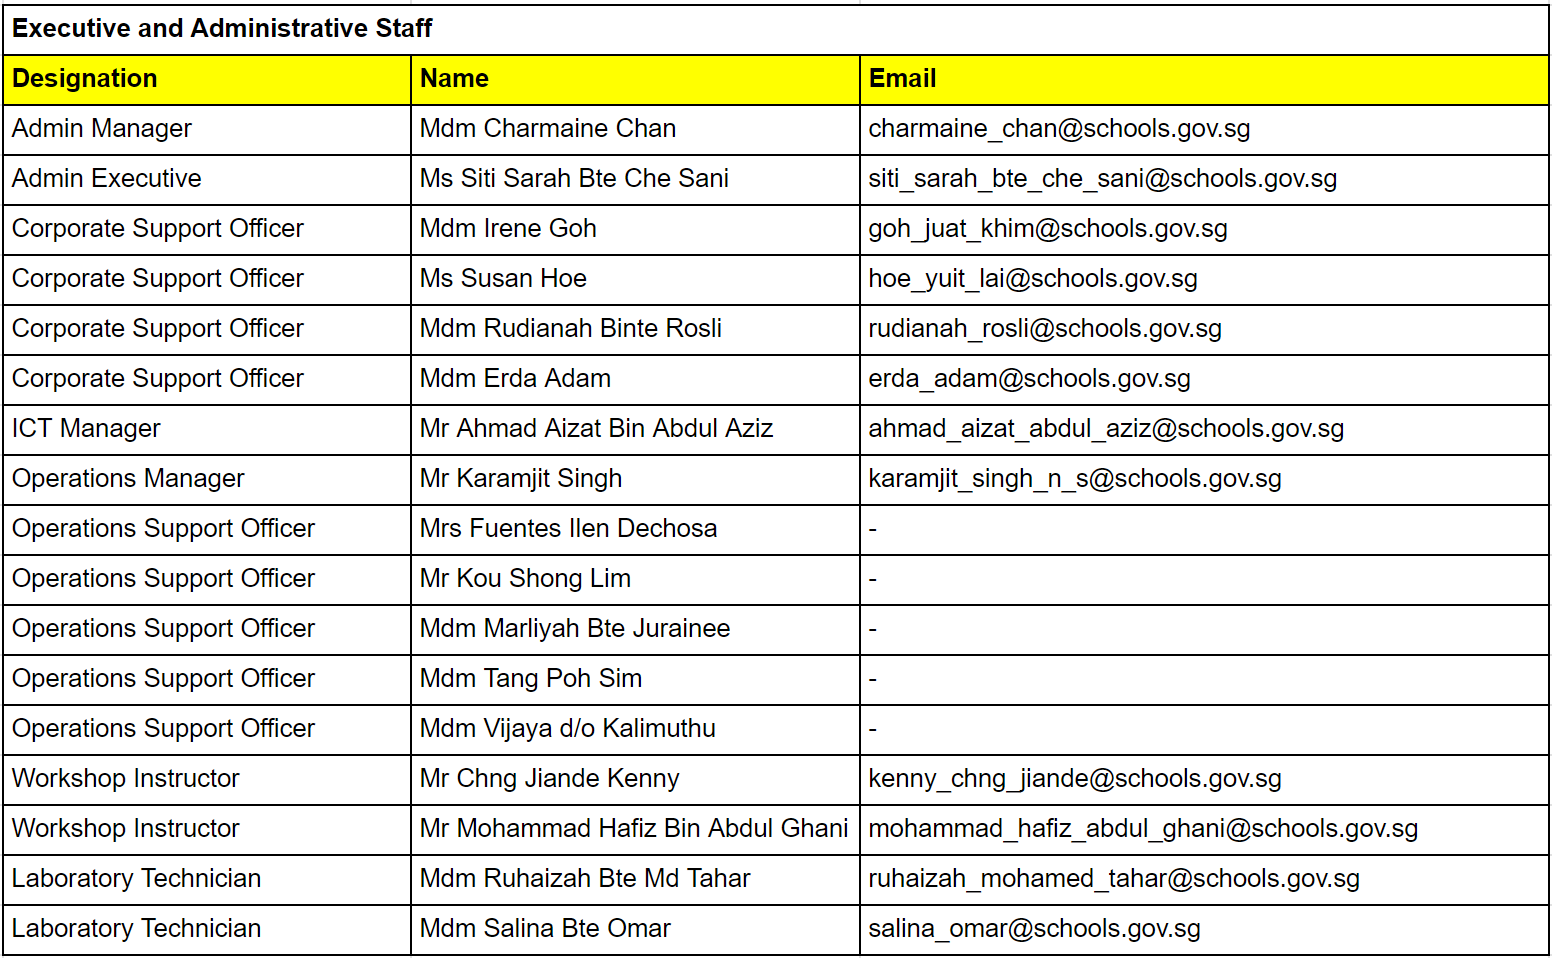 Executive and Administrative Staff
Designation Name Email
Admin Manager Mdm Charmaine Chan charmaine_chan@schools.gov.sg
Admin Executive Ms Siti Sarah Bte Che Sani siti_sarah_bte_che_sani@schools.gov.sg
Corporate Support Officer Mdm Irene Goh goh_juat_khim@schools.gov.sg
Corporate Support Officer Ms Susan Hoe hoe_yuit_lai@schools.gov.sg
Corporate Support Officer Mdm Rudianah Binte Rosli rudianah_rosli@schools.gov.sg
Corporate Support Officer Mdm Erda Adam erda_adam@schools.gov.sg
ICT Manager Mr Ahmad Aizat Bin Abdul Aziz ahmad_aizat_abdul_aziz@schools.gov.sg
Operations Manager Mr Karamjit Singh karamjit_singh_n_s@schools.gov.sg
Operations Support Officer Mrs Fuentes Ilen Dechosa -
Operations Support Officer Mr Kou Shong Lim -
Operations Support Officer Mdm Marliyah Bte Jurainee -
Operations Support Officer Mdm Tang Poh Sim -
Operations Support Officer Mdm Vijaya d/o Kalimuthu -
Workshop Instructor Mr Chng Jiande Kenny kenny_chng_jiande@schools.gov.sg
Workshop Instructor Mr Mohammad Hafiz Bin Abdul Ghani mohammad_hafiz_abdul_ghani@schools.gov.sg
Laboratory Technician Mdm Ruhaizah Bte Md Tahar ruhaizah_mohamed_tahar@schools.gov.sg
Laboratory Technician Mdm Salina Bte Omar salina_omar@schools.gov.sg